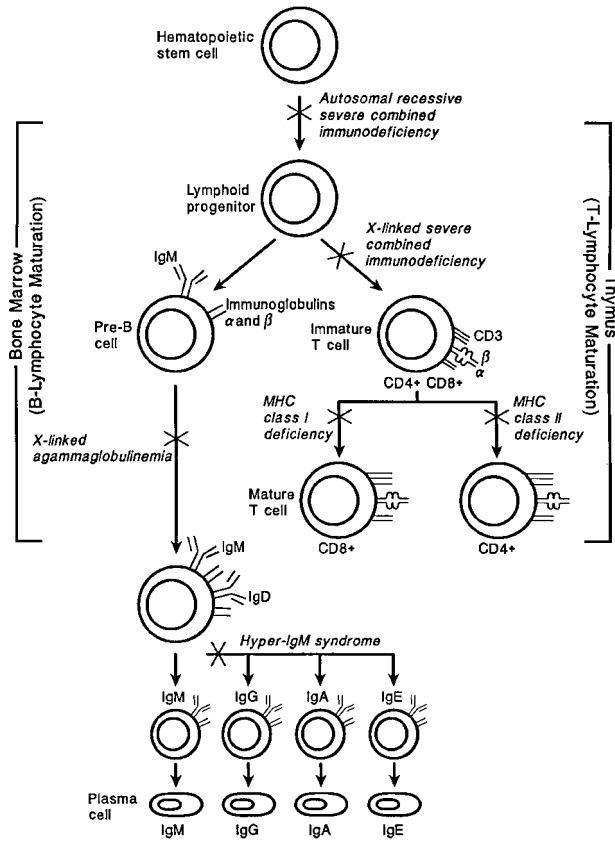 Hematopoietic
stem cell
Autosomal recessive
severe combined
immunodeficiency
Bone Marrow
(B-Lymphocyte Maturation)
Thymus
(T-Lymphocyte Maturation)
Lymphoid
progenitor
X-linked severe
combined
immunodeficiency
IgM
Immunoglobulins
α and β
Pre-B
cell
Immature
T cell
CD3
β
α
CD4+ CD8+
MHC
class I
deficiency
MHC
class II
deficiency
X-linked
agammaglobulinemia
Mature
T cell
CD8+
CD4+
IgM
IgD
Hyper-IgM syndrome
IgM IgG IgA IgE
Plasma
cell
IgM IgG IgA IgE